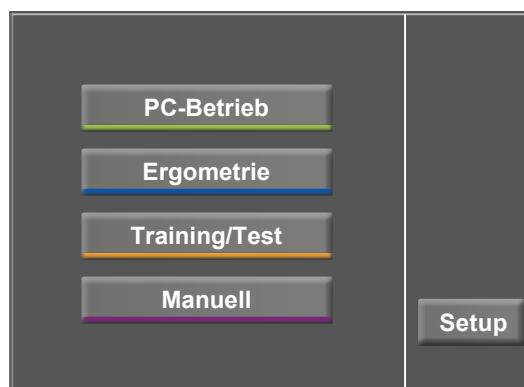 PC-Betrieb
Ergometrie
Training/Test
Manuell
Setup